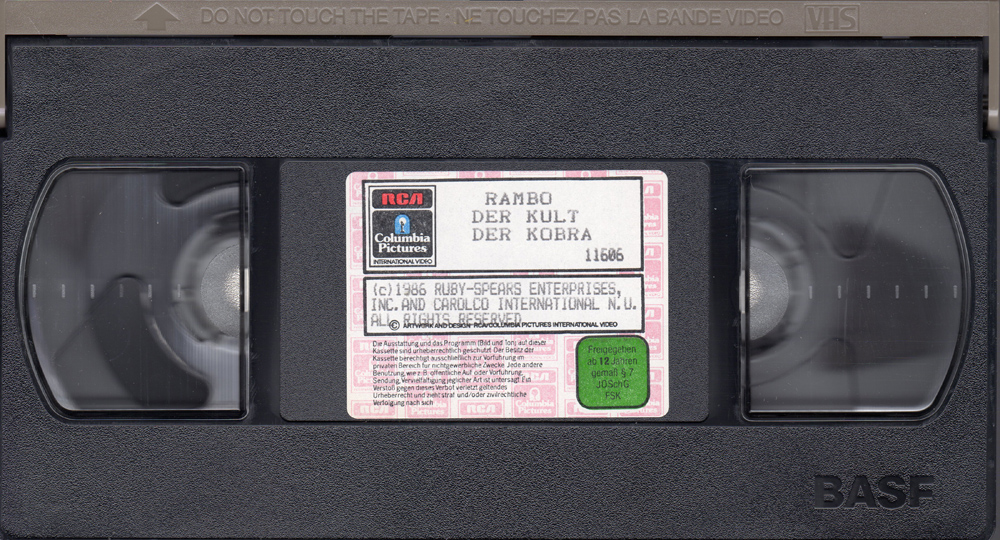 DO NOT TOUCH THE TAPE • NE TOUCHEZ PAS LA BANDE VIDEO VHS
RCA
Columbia
Pictures
INTERNATIONAL VIDEO
RAMBO
DER KULT
DER KOBRA
11606
(c)1986 RUBY-SPEARS ENTERPRISES,
INC. AND CAROLCO INTERNATIONAL N.U.
ALL RIGHTS RESERVED
© ARTWORK AND DESIGN RCA/COLUMBIA PICTURES INTERNATIONAL VIDEO
Die Ausstattung und das Programm (Bild und Ton) auf dieser
Kassette sind urheberrechtlich geschützt. Der Besitz der
Kassette berechtigt ausschließlich zur Vorführung im
privaten Bereich für nichtgewerbliche Zwecke. Jede andere
Benutzung, wie z.B. öffentliche Auf oder Vorführung,
Sendung, Vervielfältigung jeglicher Art ist untersagt. Ein
Verstoß gegen dieses Verbot verletzt geltendes
Urheberrecht und zieht straf- und/oder zivilrechtliche
Verfolgung nach sich
Freigegeben
ab 12 Jahren
gemäß § 7
JÖSchG
FSK
BASF